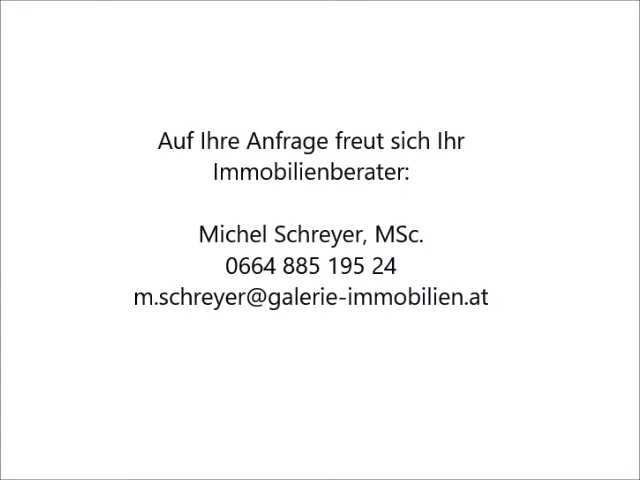 Auf Ihre Anfrage freut sich Ihr
Immobilienberater:
Michel Schreyer, MSc.
0664 885 195 24
m.schreyer@galerie-immobilien.at